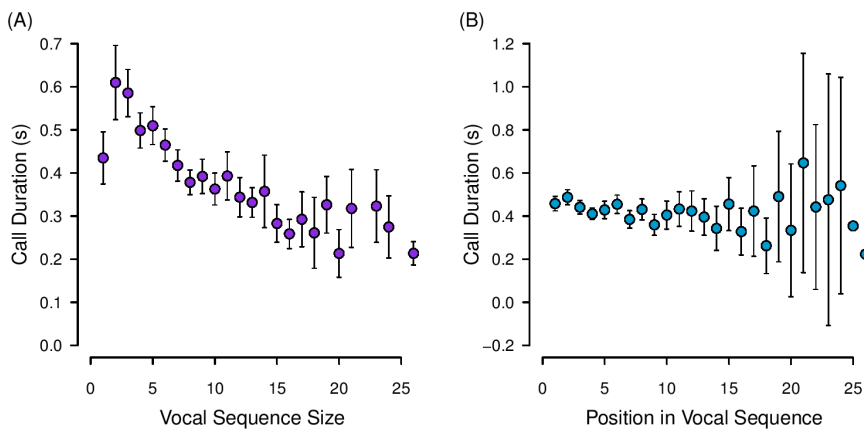 (A)
0.7
0.6
0.5
0.4
0.3
0.2
0.1
0.0
Call Duration (s)
0 5 10 15 20 25
Vocal Sequence Size
(B)
1.2
1.0
0.8
0.6
0.4
0.2
0.0
−0.2
Call Duration (s)
0 5 10 15 20 25
Position in Vocal Sequence